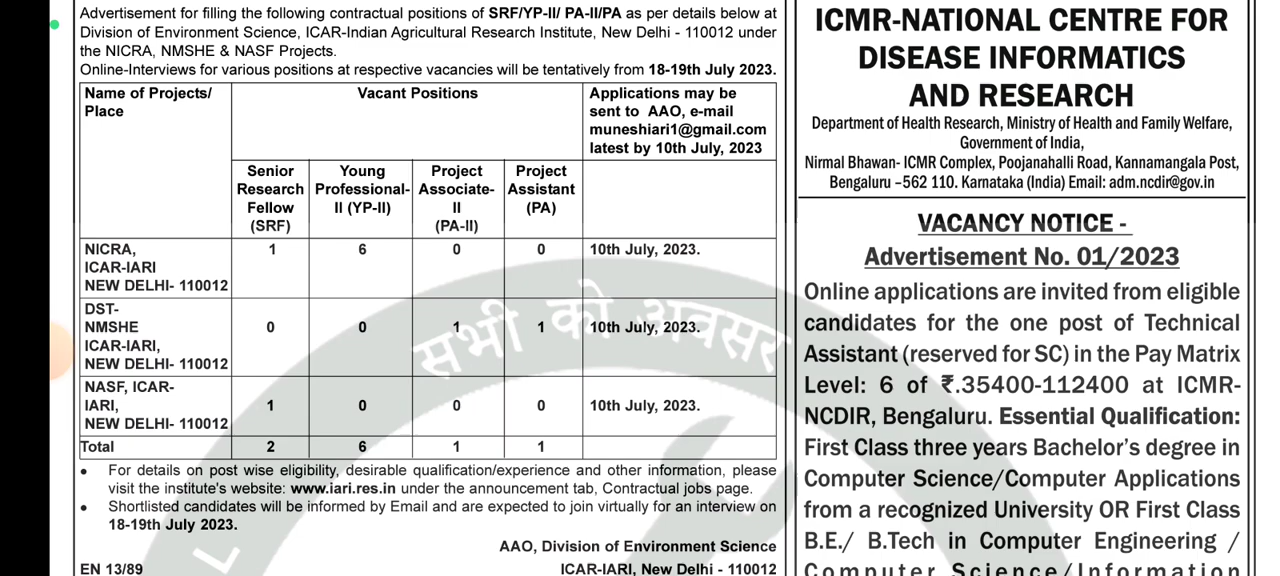 Advertisement for filling the following contractual positions of SRF/YP-II/ PA-II/PA as per details below at
Division of Environment Science, ICAR-Indian Agricultural Research Institute, New Delhi - 110012 under
the NICRA, NMSHE & NASF Projects.
Online-Interviews for various positions at respective vacancies will be tentatively from 18-19th July 2023.
Name of Projects/
Place
Vacant Positions
Applications may be
sent to AAO, e-mail
muneshiari1@gmail.com
latest by 10th July, 2023
Senior
Research
Fellow
(SRF)
Young
Professional-
II (YP-II)
Project
Associate-
II
(PA-II)
Project
Assistant
(PA)
NICRA,
ICAR-IARI
NEW DELHI- 110012
1 6 0 0 10th July, 2023.
DST-
NMSHE
ICAR-IARI,
NEW DELHI- 110012
0 0 1 1 10th July, 2023.
NASF, ICAR-
IARI,
NEW DELHI- 110012
1 0 0 0 10th July, 2023.
Total 2 6 1 1
सभी को अवसर
• For details on post wise eligibility, desirable qualification/experience and other information, please
visit the institute's website: www.iari.res.in under the announcement tab, Contractual jobs page.
• Shortlisted candidates will be informed by Email and are expected to join virtually for an interview on
18-19th July 2023.
AAO, Division of Environment Science
EN 13/89 ICAR-IARI, New Delhi - 110012
ICMR-NATIONAL CENTRE FOR
DISEASE INFORMATICS
AND RESEARCH
Department of Health Research, Ministry of Health and Family Welfare,
Government of India,
Nirmal Bhawan- ICMR Complex, Poojanahalli Road, Kannamangala Post,
Bengaluru –562 110. Karnataka (India) Email: adm.ncdir@gov.in
VACANCY NOTICE -
Advertisement No. 01/2023
Online applications are invited from eligible
candidates for the one post of Technical
Assistant (reserved for SC) in the Pay Matrix
Level: 6 of ₹.35400-112400 at ICMR-
NCDIR, Bengaluru. Essential Qualification:
First Class three years Bachelor's degree in
Computer Science/Computer Applications
from a recognized University OR First Class
B.E./ B.Tech in Computer Engineering /
Computer Science/Information